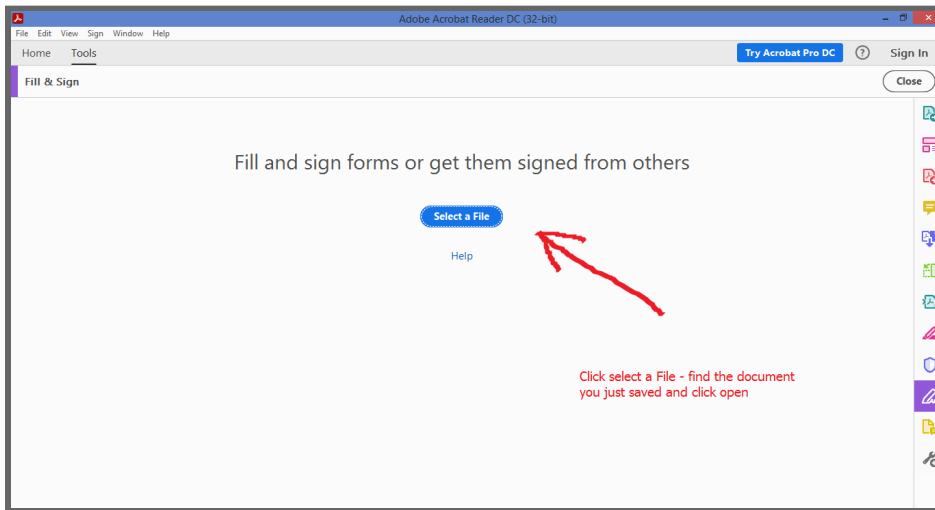 Adobe Acrobat Reader DC (32-bit)
File Edit View Sign Window Help
Home Tools Try Acrobat Pro DC ? Sign In
Fill & Sign Close
Fill and sign forms or get them signed from others
Select a File
Help
Click select a File - find the document
you just saved and click open